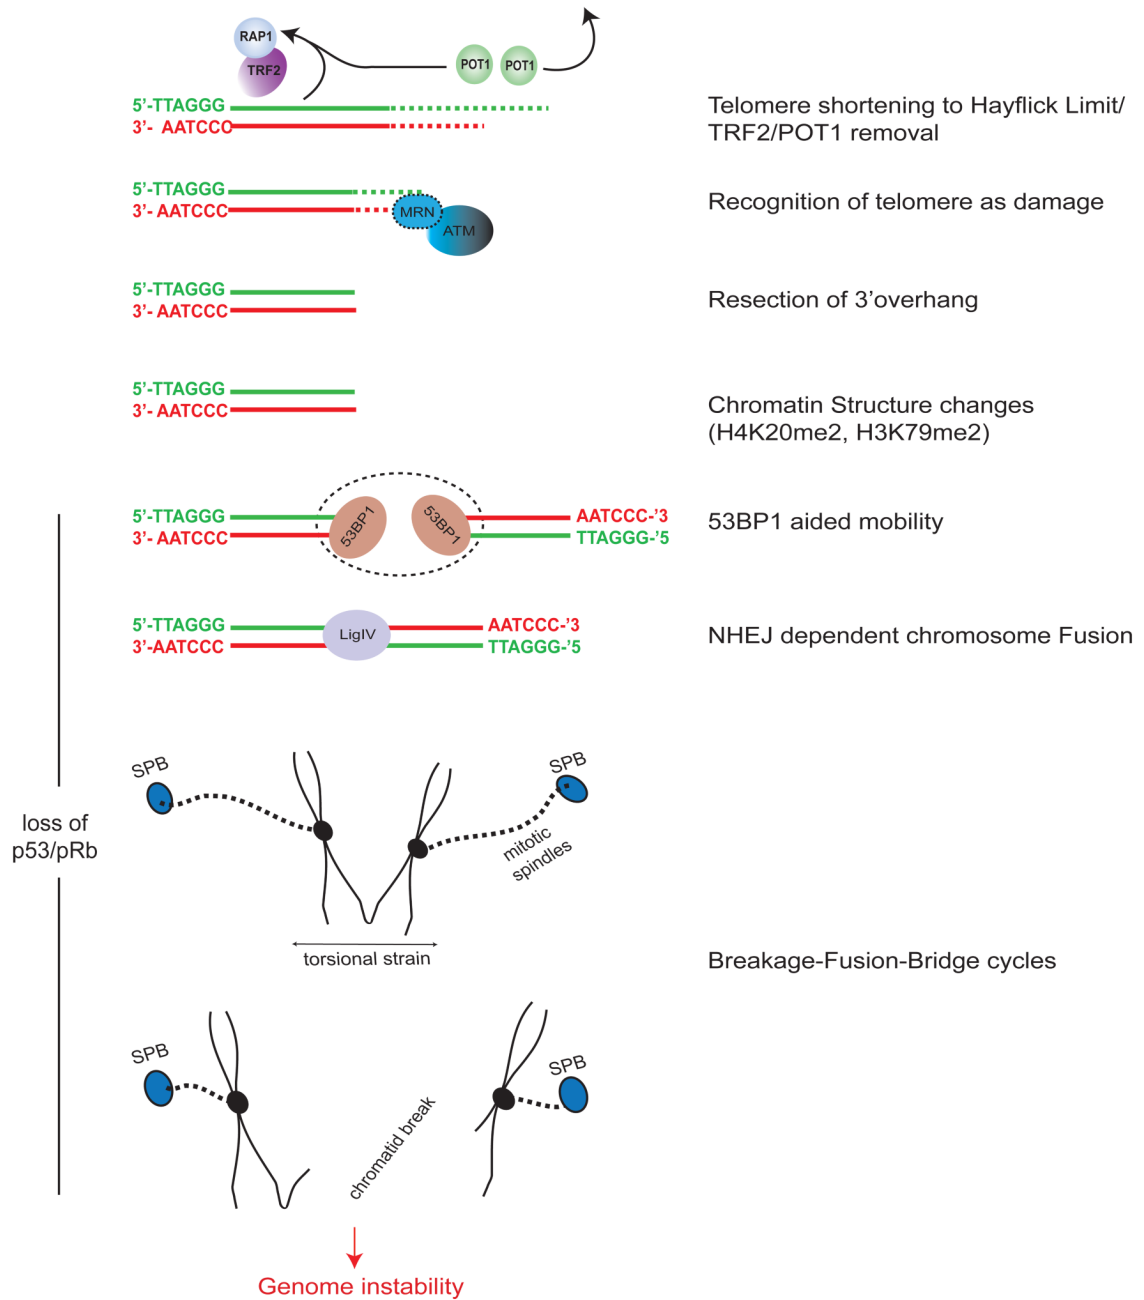 RAP1
TRF2
POT1
POT1
5’-TTAGGG
3’- AATCCC
Telomere shortening to Hayflick Limit/
TRF2/POT1 removal
5’-TTAGGG
3’- AATCCC
MRN
ATM
Recognition of telomere as damage
5’-TTAGGG
3’- AATCCC
Resection of 3’overhang
5’-TTAGGG
3’- AATCCC
Chromatin Structure changes
(H4K20me2, H3K79me2)
5’-TTAGGG
3’- AATCCC
53BP1
53BP1
AATCCC-’3
TTAGGG-’5
53BP1 aided mobility
5’-TTAGGG
3’-AATCCC
LigIV
AATCCC-’3
TTAGGG-’5
NHEJ dependent chromosome Fusion
SPB
SPB
mitotic
spindles
loss of
p53/pRb
torsional strain
Breakage-Fusion-Bridge cycles
SPB
SPB
chromatid break
Genome instability